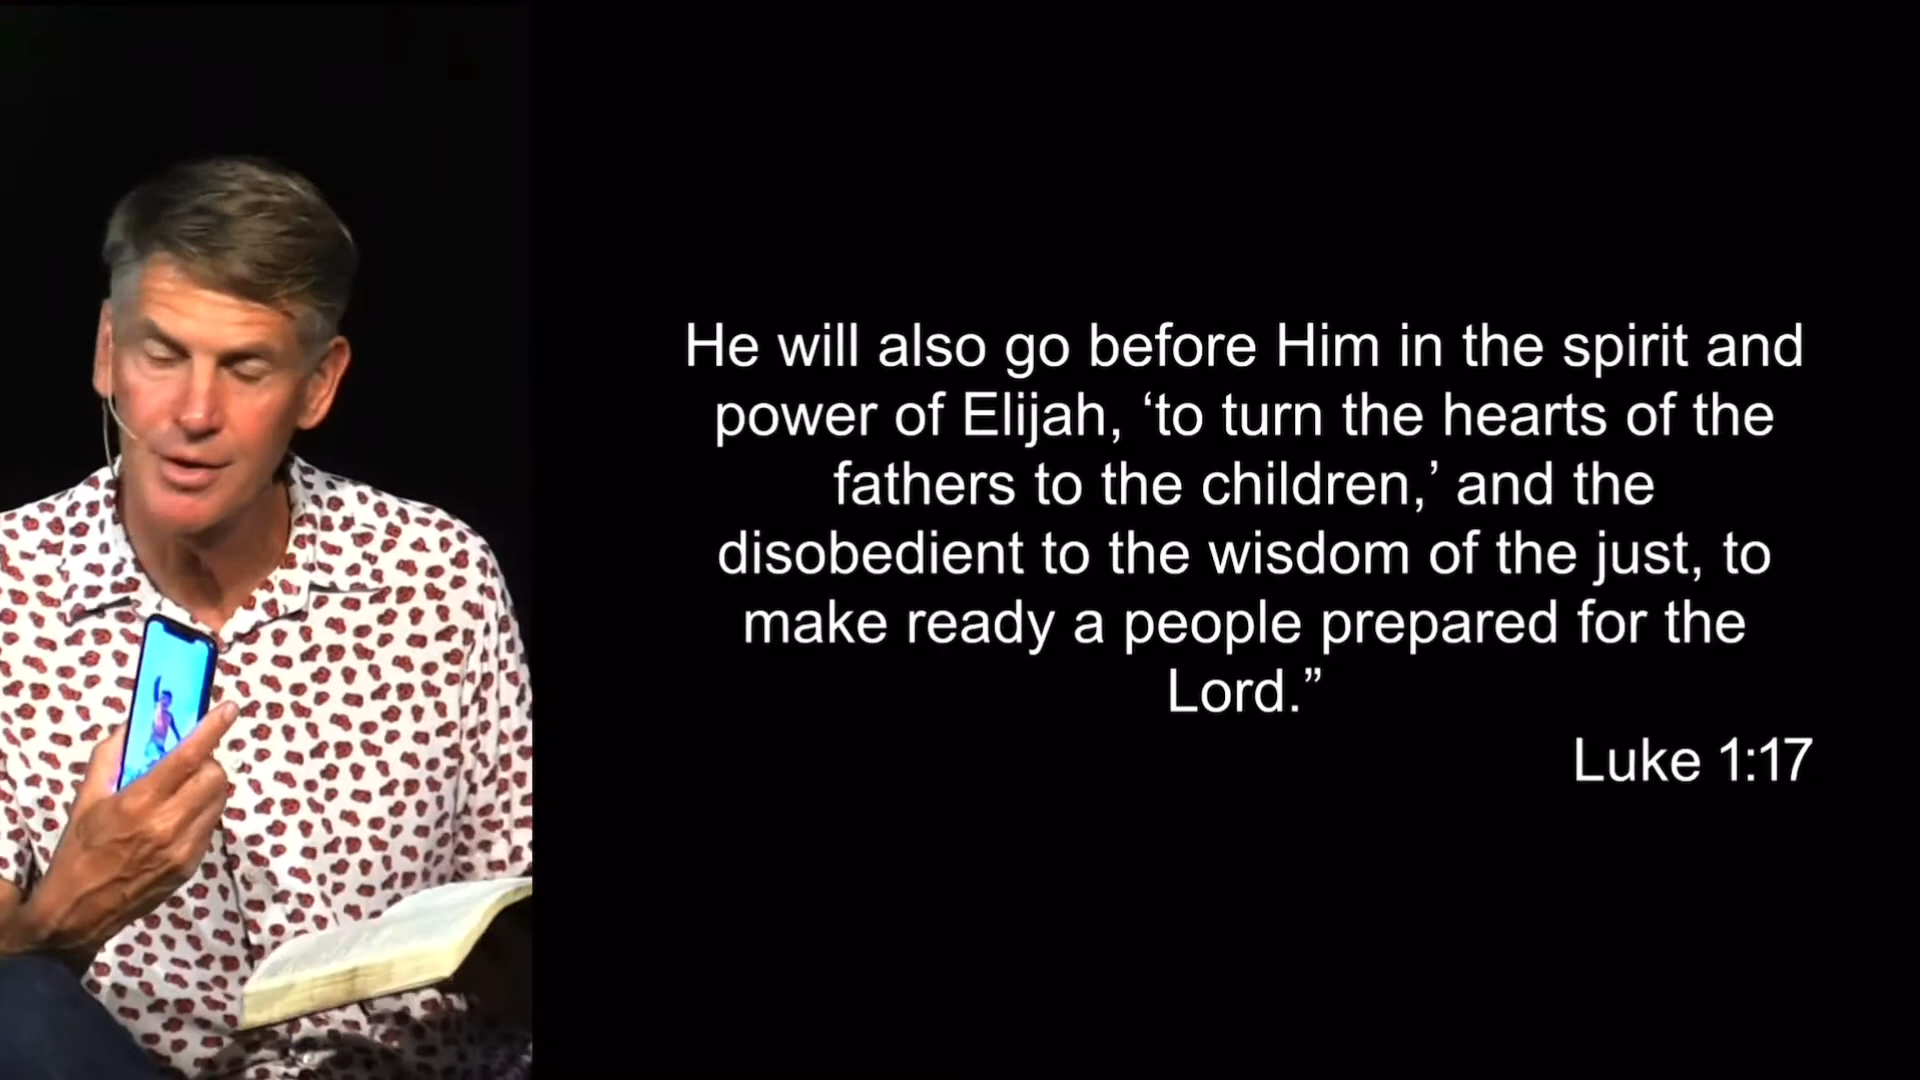 He will also go before Him in the spirit and
power of Elijah, ‘to turn the hearts of the
fathers to the children,’ and the
disobedient to the wisdom of the just, to
make ready a people prepared for the
Lord.”
Luke 1:17